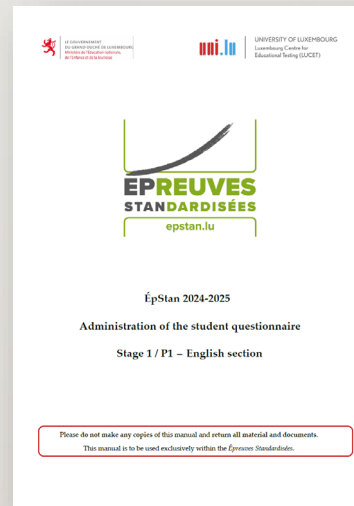 LE GOUVERNEMENT
DU GRAND-DUCHÉ DE LUXEMBOURG
Ministère de l'Éducation nationale,
de l'Enfance et de la Jeunesse
uni.lu
UNIVERSITY OF LUXEMBOURG
Luxembourg Centre for
Educational Testing (LUCET)
ÉPREUVES
STANDARDISÉES
epstan.lu
ÉpStan 2024-2025
Administration of the student questionnaire
Stage 1 / P1 – English section
Please do not make any copies of this manual and return all material and documents.
This manual is to be used exclusively within the Épreuves Standardisées.